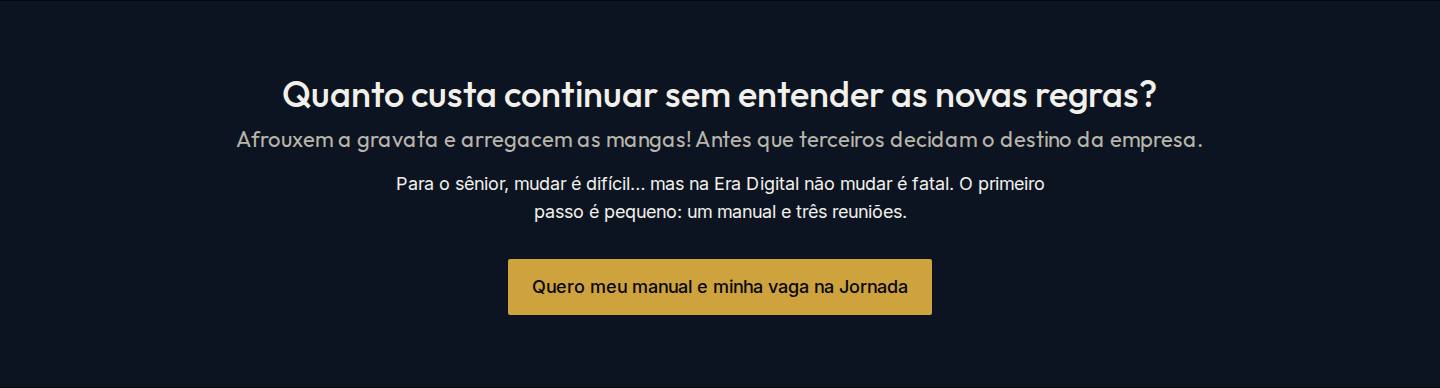 Quanto custa continuar sem entender as novas regras?
Afrouxem a gravata e arregacem as mangas! Antes que terceiros decidam o destino da empresa.
Para o sênior, mudar é difícil... mas na Era Digital não mudar é fatal. O primeiro
passo é pequeno: um manual e três reuniões.
Quero meu manual e minha vaga na Jornada